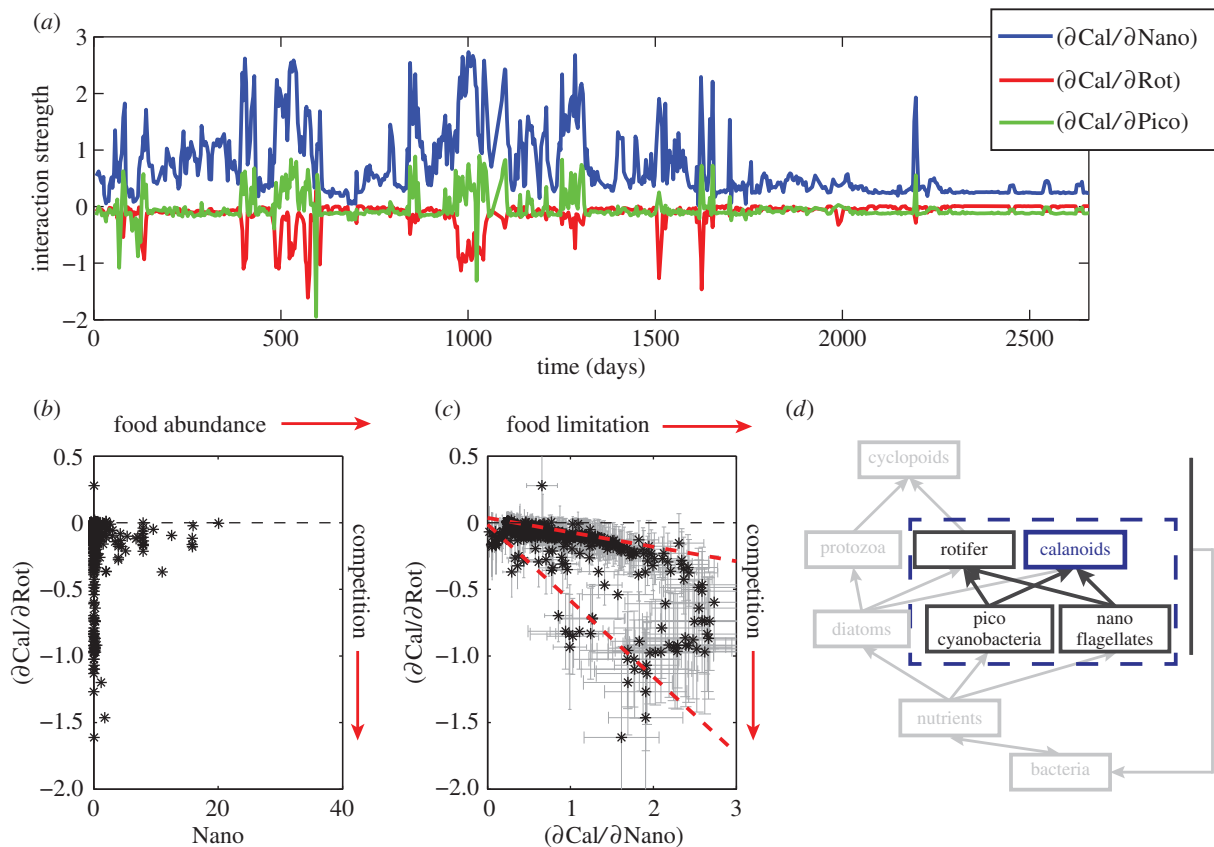 (a)
3
2
1
0
−1
−2
interaction strength
0
500
1000
1500
2000
2500
time (days)
(∂Cal/∂Nano)
(∂Cal/∂Rot)
(∂Cal/∂Pico)
(b)
food abundance
0.5
0
−0.5
−1.0
−1.5
−2.0
(∂Cal/∂Rot)
competition
0
20
40
Nano
(c)
food limitation
0.5
0
−0.5
−1.0
−1.5
−2.0
(∂Cal/∂Rot)
competition
0
1
2
3
(∂Cal/∂Nano)
(d)
cyclopoids
protozoa
rotifer
calanoids
diatoms
pico
cyanobacteria
nano
flagellates
nutrients
bacteria